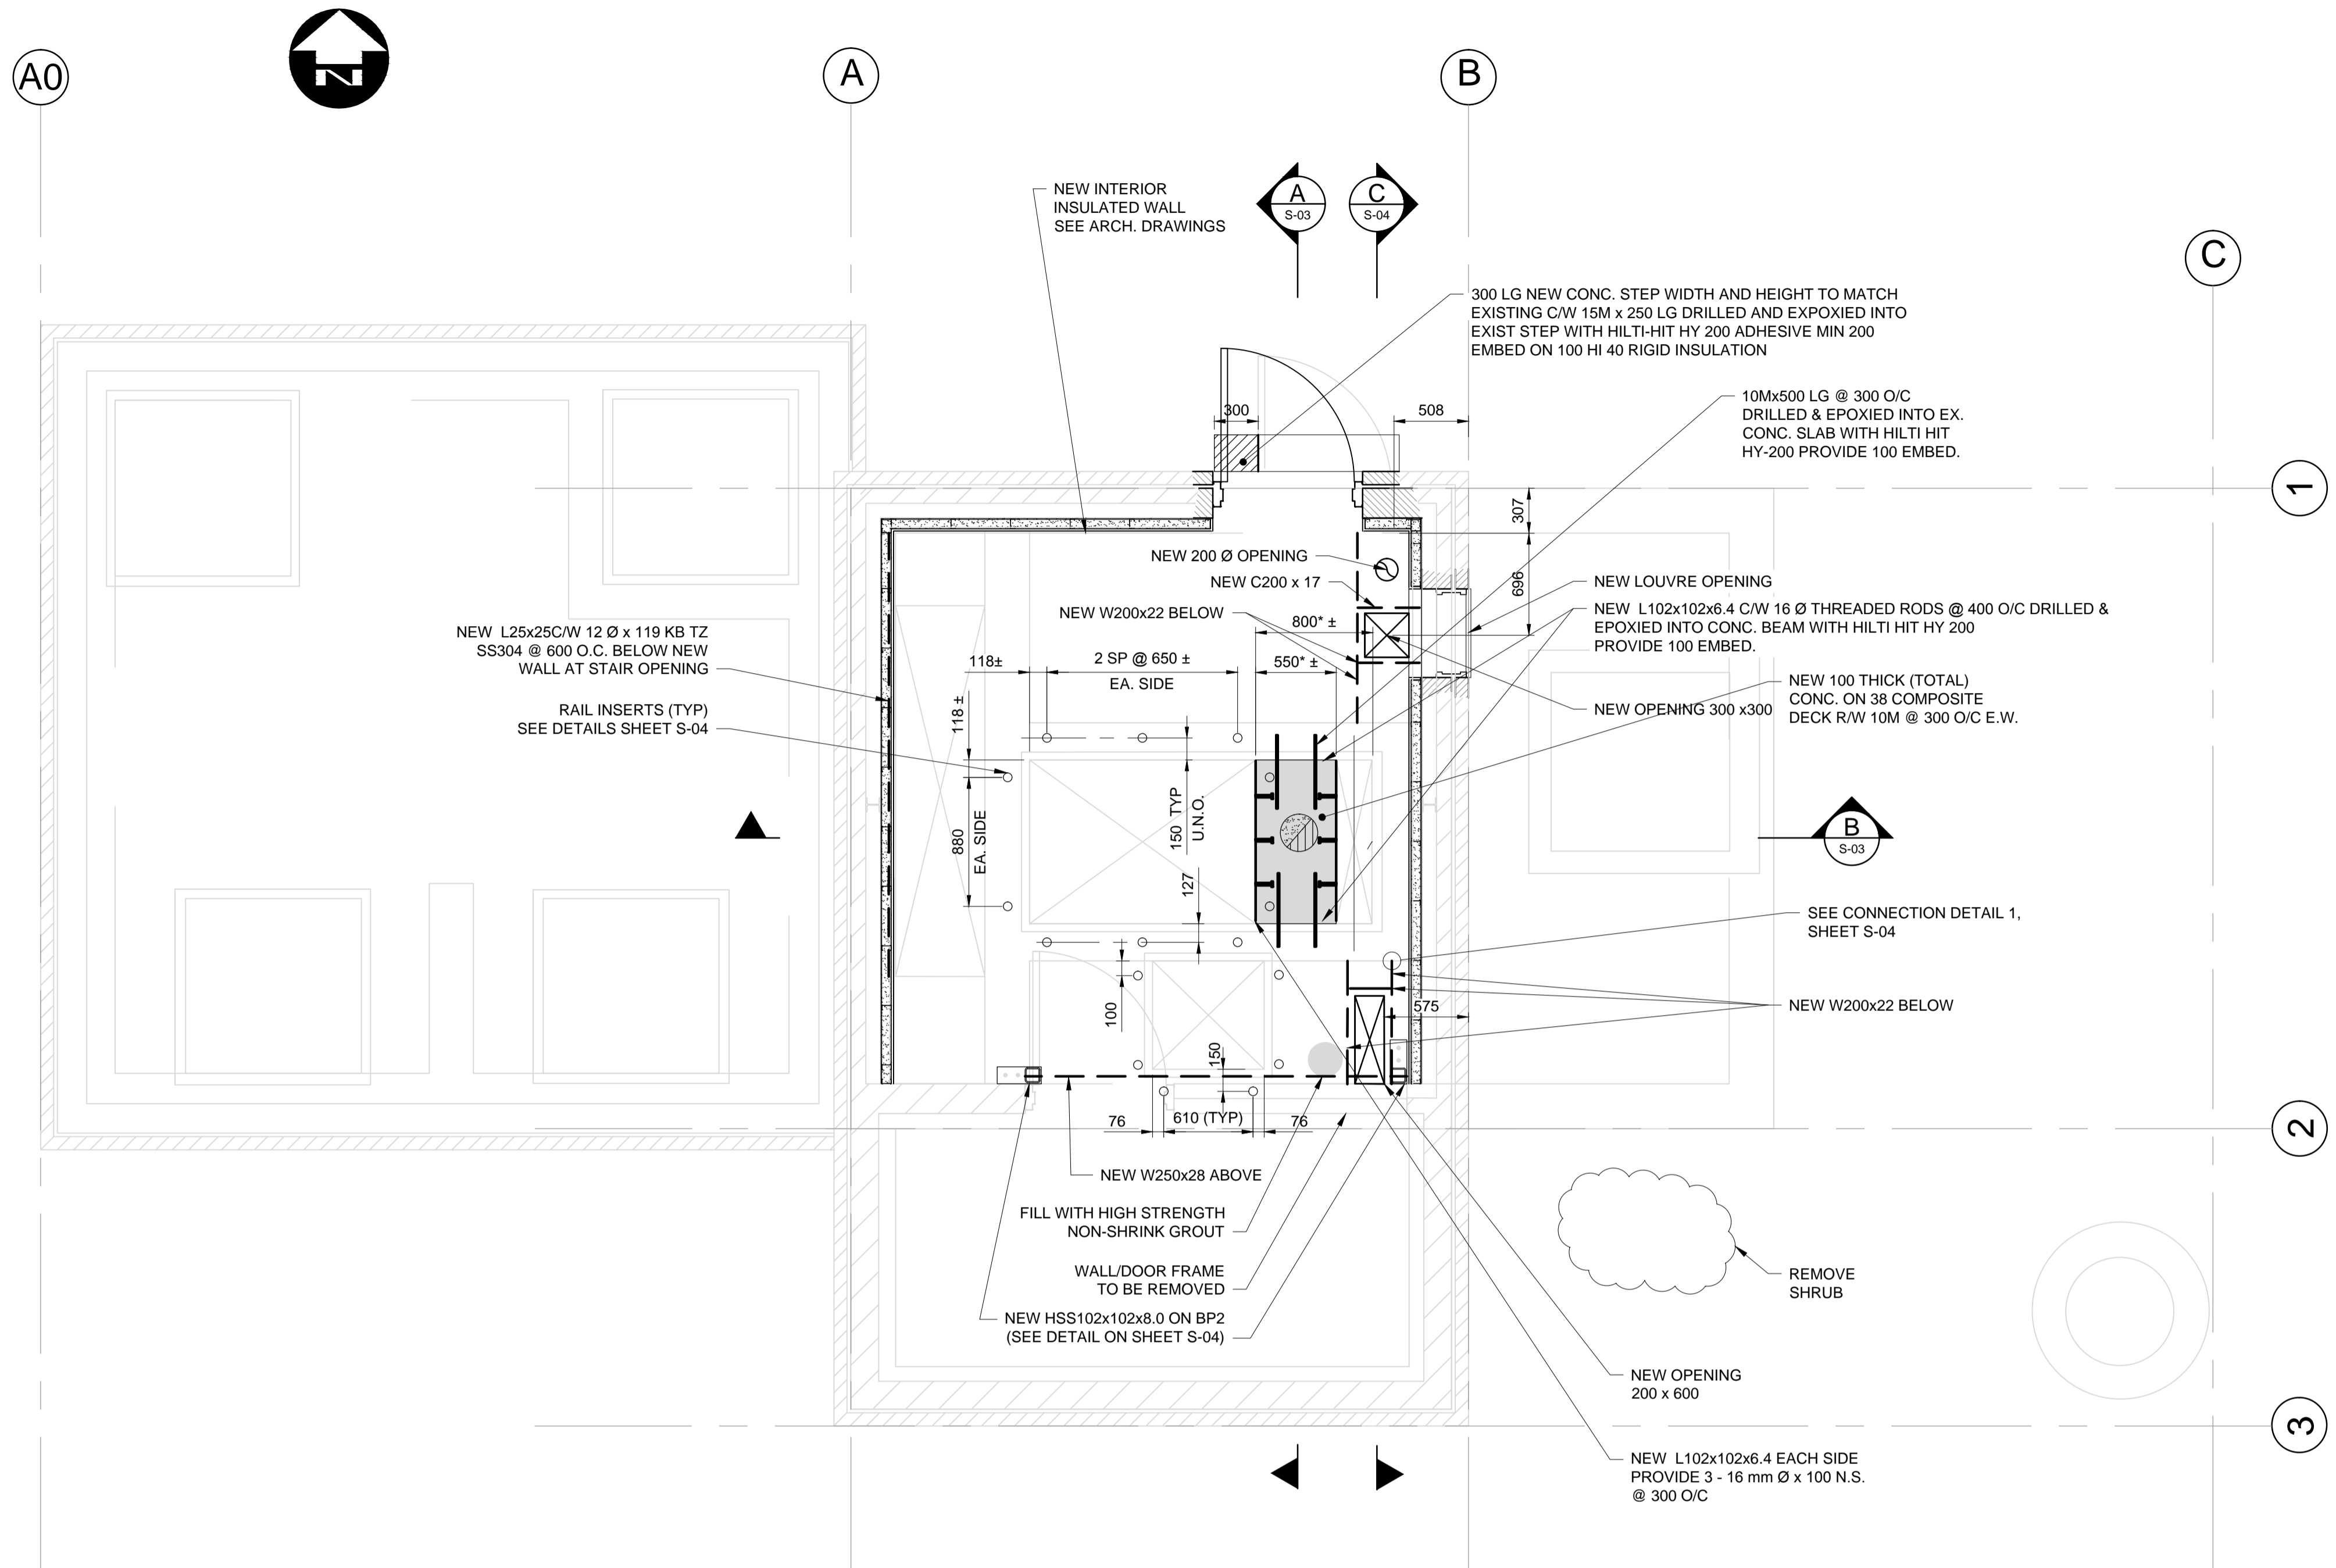 A0
N
A
B
C
A
S-03
C
S-04
NEW INTERIOR
INSULATED WALL
SEE ARCH. DRAWINGS
300 LG NEW CONC. STEP WIDTH AND HEIGHT TO MATCH
EXISTING C/W 15M x 250 LG DRILLED AND EXPOXIED INTO
EXIST STEP WITH HILTI-HIT HY 200 ADHESIVE MIN 200
EMBED ON 100 HI 40 RIGID INSULATION
10Mx500 LG @ 300 O/C
DRILLED & EPOXIED INTO EX.
CONC. SLAB WITH HILTI HIT
HY-200 PROVIDE 100 EMBED.
300
508
1
307
696
NEW 200 Ø OPENING
NEW C200 x 17
NEW W200x22 BELOW
800* ±
NEW LOUVRE OPENING
NEW L102x102x6.4 C/W 16 Ø THREADED RODS @ 400 O/C DRILLED &
EPOXIED INTO CONC. BEAM WITH HILTI HIT HY 200
PROVIDE 100 EMBED.
NEW L25x25C/W 12 Ø x 119 KB TZ
SS304 @ 600 O.C. BELOW NEW
WALL AT STAIR OPENING
118±
2 SP @ 650 ±
EA. SIDE
550* ±
NEW 100 THICK (TOTAL)
CONC. ON 38 COMPOSITE
DECK R/W 10M @ 300 O/C E.W.
NEW OPENING 300 x300
RAIL INSERTS (TYP)
SEE DETAILS SHEET S-04
118 ±
880
EA. SIDE
150 TYP
U.N.O.
127
B
S-03
SEE CONNECTION DETAIL 1,
SHEET S-04
100
150
575
NEW W200x22 BELOW
76
610 (TYP)
76
2
NEW W250x28 ABOVE
FILL WITH HIGH STRENGTH
NON-SHRINK GROUT
WALL/DOOR FRAME
TO BE REMOVED
NEW HSS102x102x8.0 ON BP2
(SEE DETAIL ON SHEET S-04)
REMOVE
SHRUB
NEW OPENING
200 x 600
3
NEW L102x102x6.4 EACH SIDE
PROVIDE 3 - 16 mm Ø x 100 N.S.
@ 300 O/C